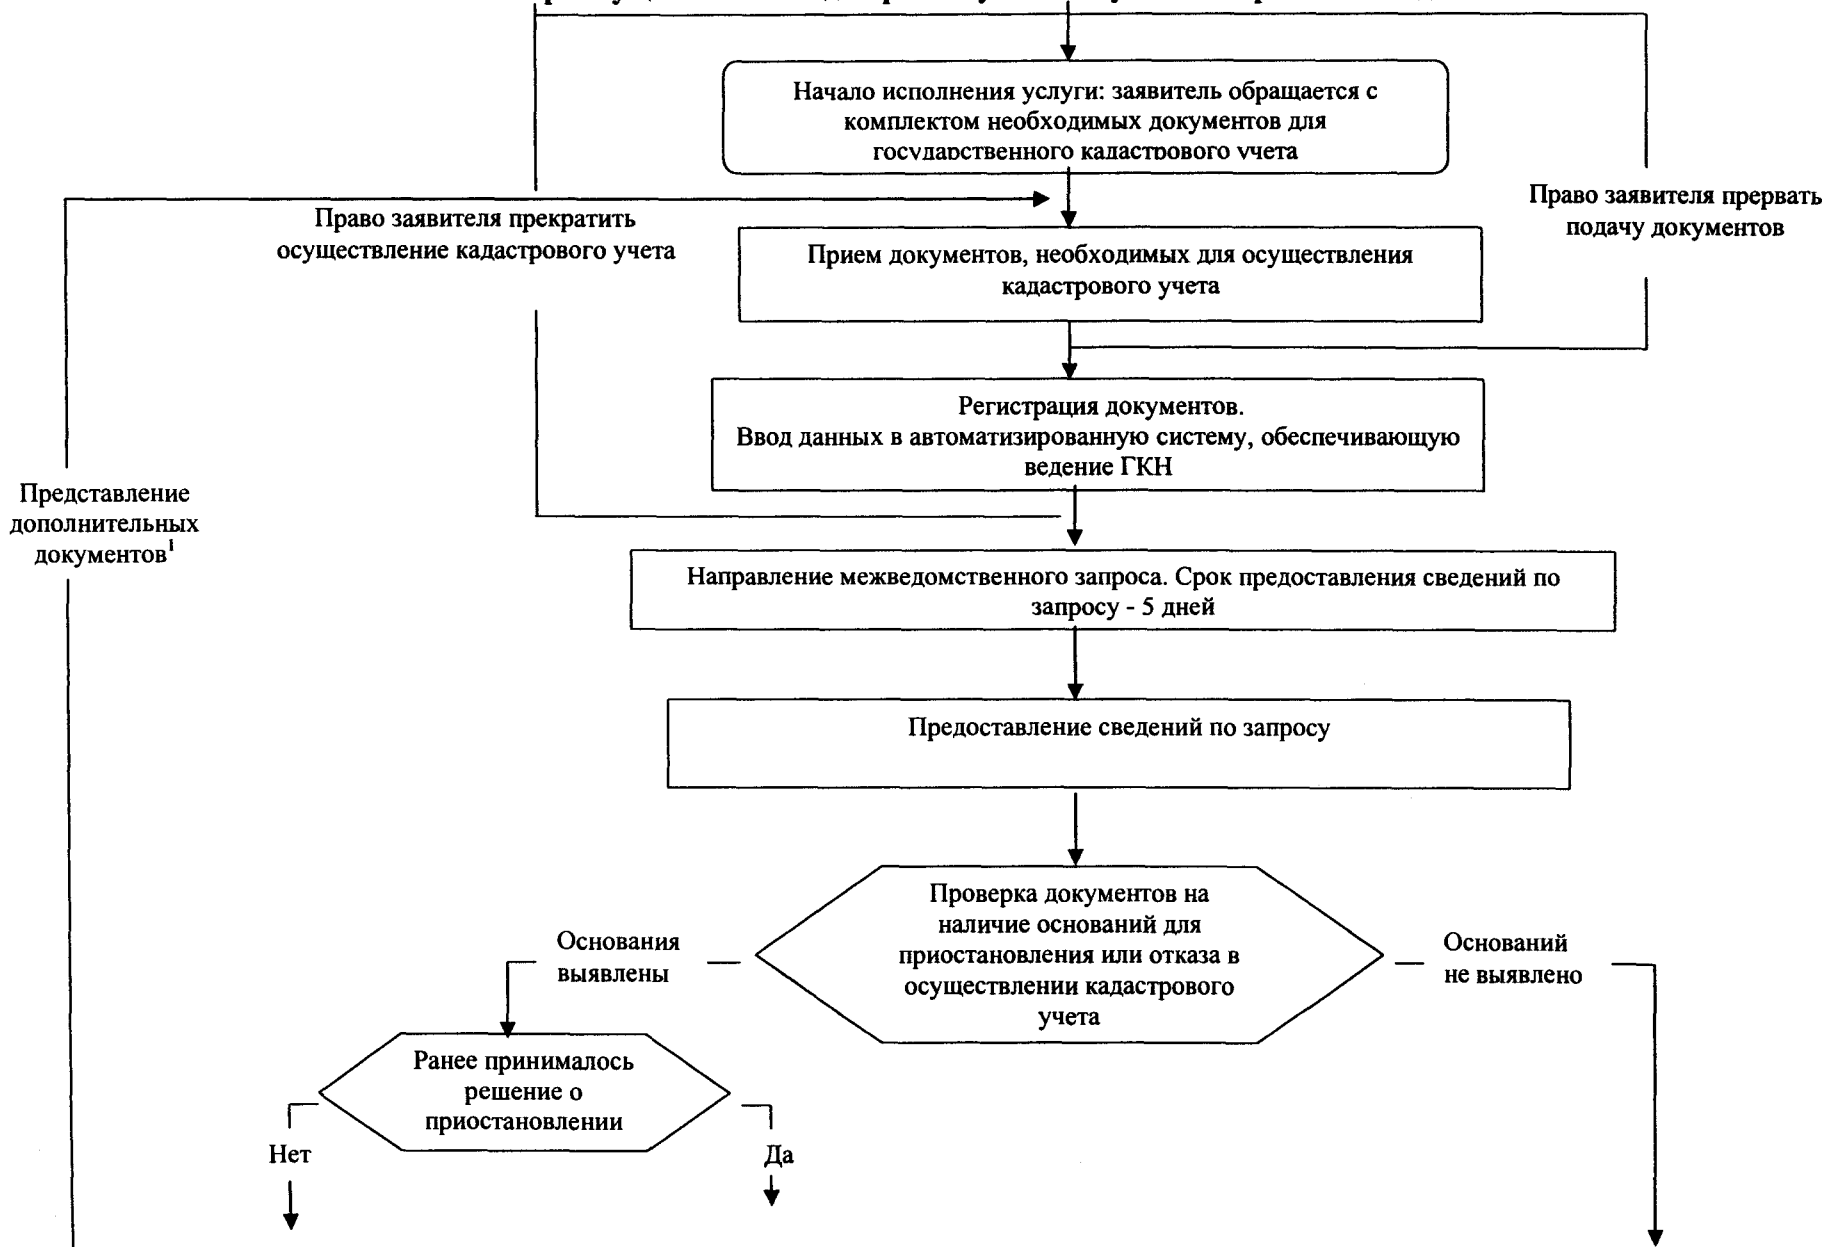 Начало исполнения услуги: заявитель обращается с
комплектом необходимых документов для
государственного кадастрового учета
Право заявителя прекратить
осуществление кадастрового учета
Право заявителя прервать
подачу документов
Прием документов, необходимых для осуществления
кадастрового учета
Регистрация документов.
Ввод данных в автоматизированную систему, обеспечивающую
ведение ГКН
Представление
дополнительных
документов¹
Направление межведомственного запроса. Срок предоставления сведений по
запросу - 5 дней
Предоставление сведений по запросу
Проверка документов на
наличие оснований для
приостановления или отказа в
осуществлении кадастрового
учета
Основания
выявлены
Оснований
не выявлено
Ранее принималось
решение о
приостановлении
Нет
Да